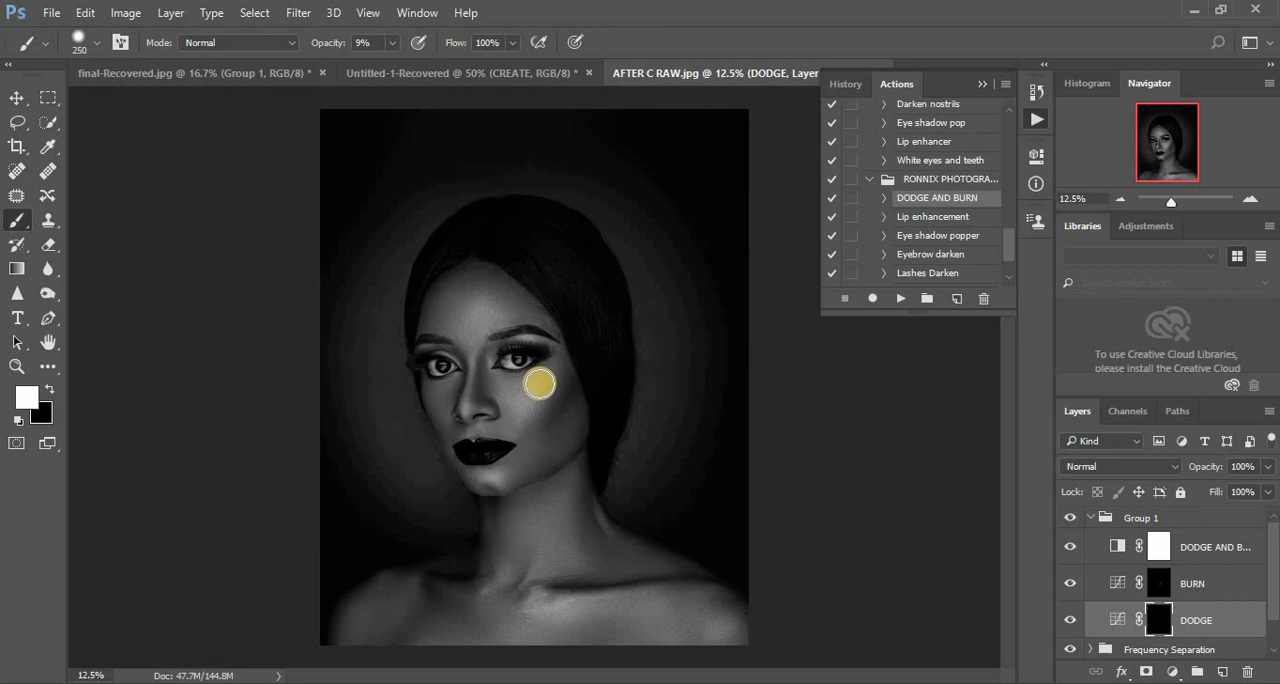 Ps File Edit Image Layer Type Select Filter 3D View Window Help
250 Mode: Normal Opacity: 9% Flow: 100%
final-Recovered.jpg @ 16.7% (Group 1, RGB/8) * × Untitled-1-Recovered @ 50% (CREATE, RGB/8) * × AFTER C RAW.jpg @ 12.5% (DODGE, Layer
History Actions
Darken nostrils
Eye shadow pop
Lip enhancer
White eyes and teeth
RONNIX PHOTOGRA...
DODGE AND BURN
Lip enhancement
Eye shadow popper
Eyebrow darken
Lashes Darken
Histogram Navigator
12.5%
Libraries Adjustments
Search Adobe Stock
To use Creative Cloud Libraries,
please install the Creative Cloud
Layers Channels Paths
Kind
Normal Opacity: 100%
Lock: Fill: 100%
Group 1
DODGE AND B...
BURN
DODGE
Frequency Separation
fx
12.5% Doc: 47.7M/144.8M